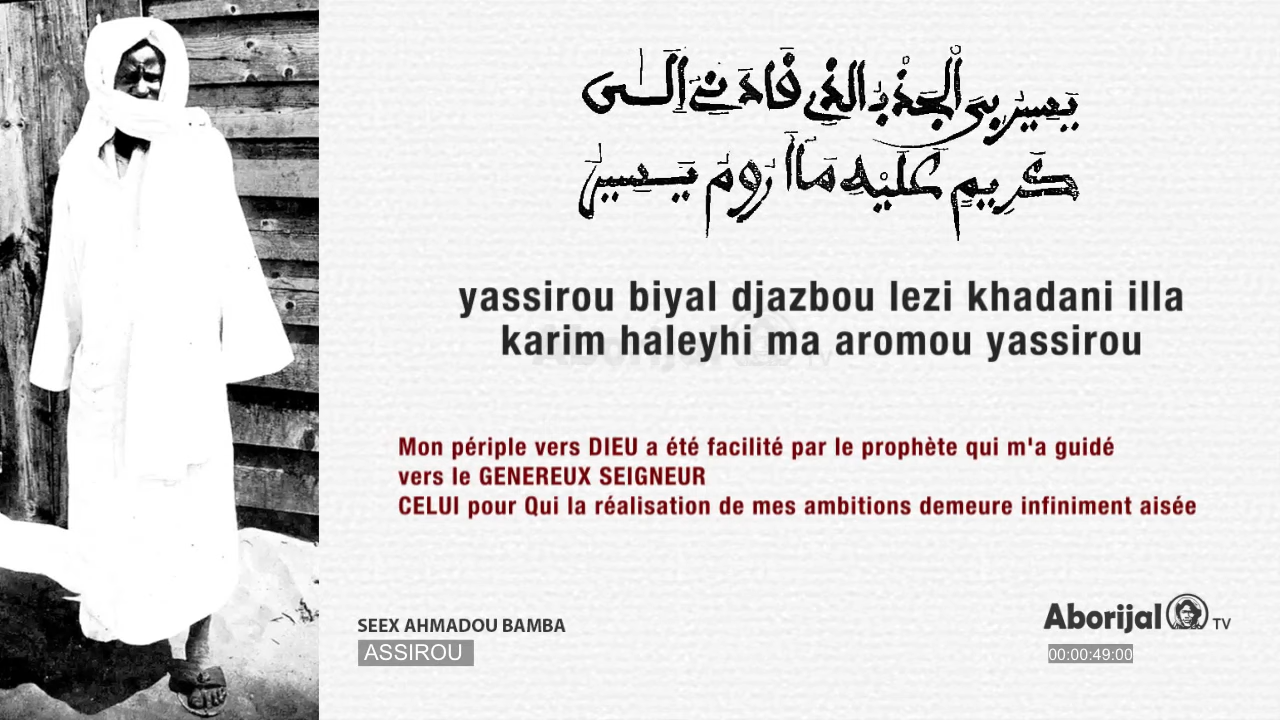 يَسِيرُ بِيَ الْجَذْبُ الذِي قَادَنِي إِلَى
كَرِيمٍ عَلَيْهِ مَا أَرُومُ يَسِيرُ
yassirou biyal djazbou lezi khadani illa
karim haleyhi ma aromou yassirou
Mon périple vers DIEU a été facilité par le prophète qui m'a guidé
vers le GENEREUX SEIGNEUR
CELUI pour Qui la réalisation de mes ambitions demeure infiniment aisée
SEEX AHMADOU BAMBA
ASSIROU
Aborijal TV
00:00:49:00